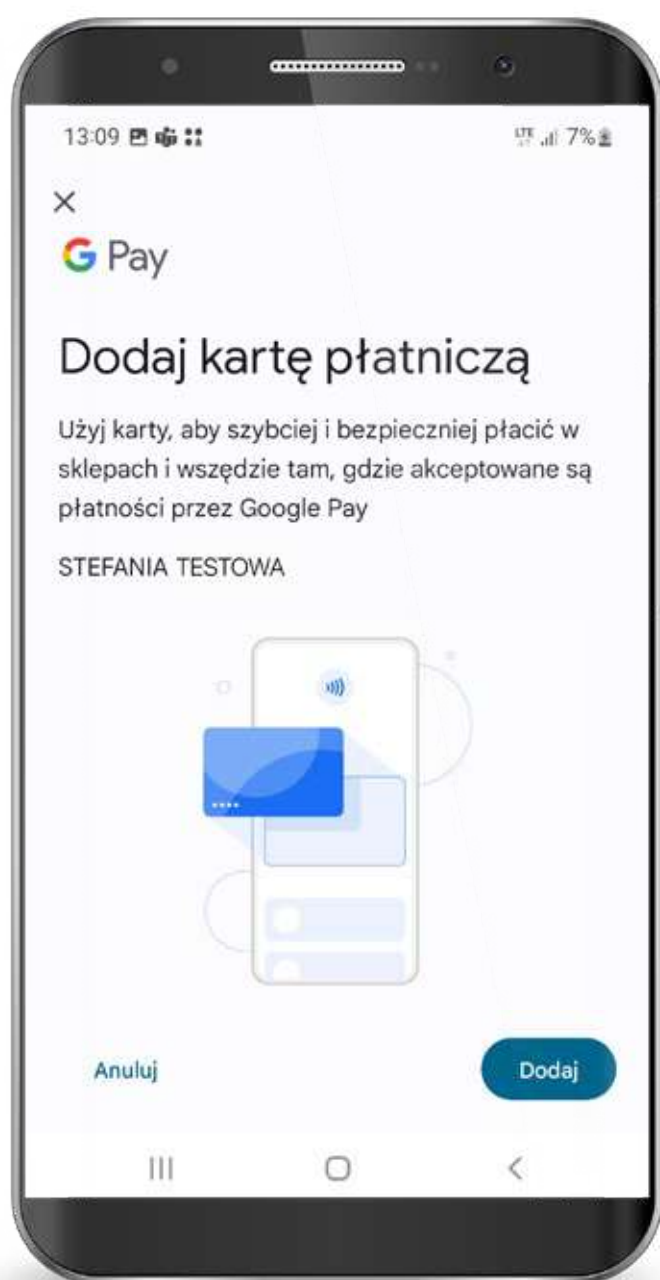 13:09
LTE
7%
G Pay
Dodaj kartę płatniczą
Użyj karty, aby szybciej i bezpieczniej płacić w
sklepach i wszędzie tam, gdzie akceptowane są
płatności przez Google Pay
STEFANIA TESTOWA
Anuluj
Dodaj